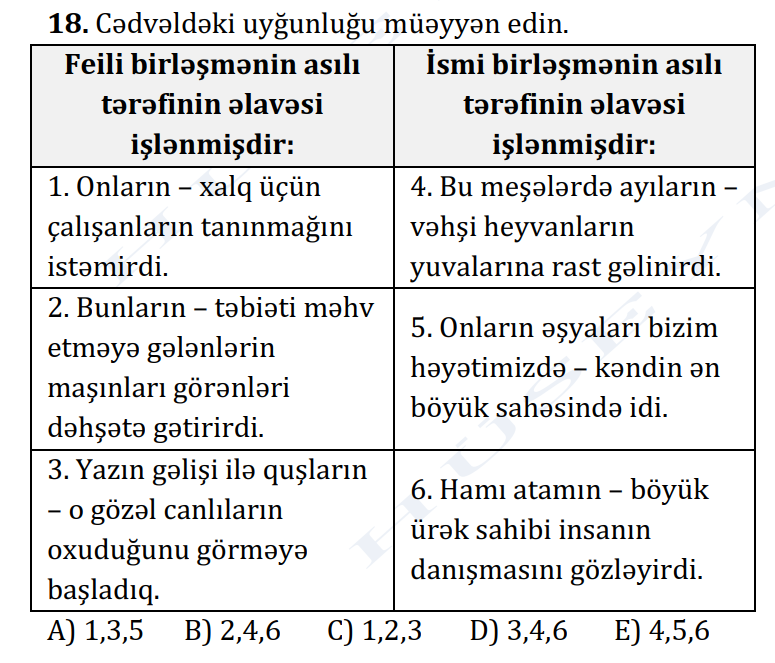 18. Cədvəldəki uyğunluğu müəyyən edin.
Feili birləşmənin asılı
tərəfinin əlavəsi
işlənmişdir:
İsmi birləşmənin asılı
tərəfinin əlavəsi
işlənmişdir:
1. Onların – xalq üçün
çalışanların tanınmağını
istəmirdi.
4. Bu meşələrdə ayıların –
vəhşi heyvanların
yuvalarına rast gəlinirdi.
2. Bunların – təbiəti məhv
etməyə gələnlərin
maşınları görənləri
dəhşətə gətirirdi.
5. Onların əşyaları bizim
həyətimizdə – kəndin ən
böyük sahəsində idi.
3. Yazın gəlişi ilə quşların
– o gözəl canlıların
oxuduğunu görməyə
başladıq.
6. Hamı atamın – böyük
ürək sahibi insanın
danışmasını gözləyirdi.
A) 1,3,5 B) 2,4,6 C) 1,2,3 D) 3,4,6 E) 4,5,6